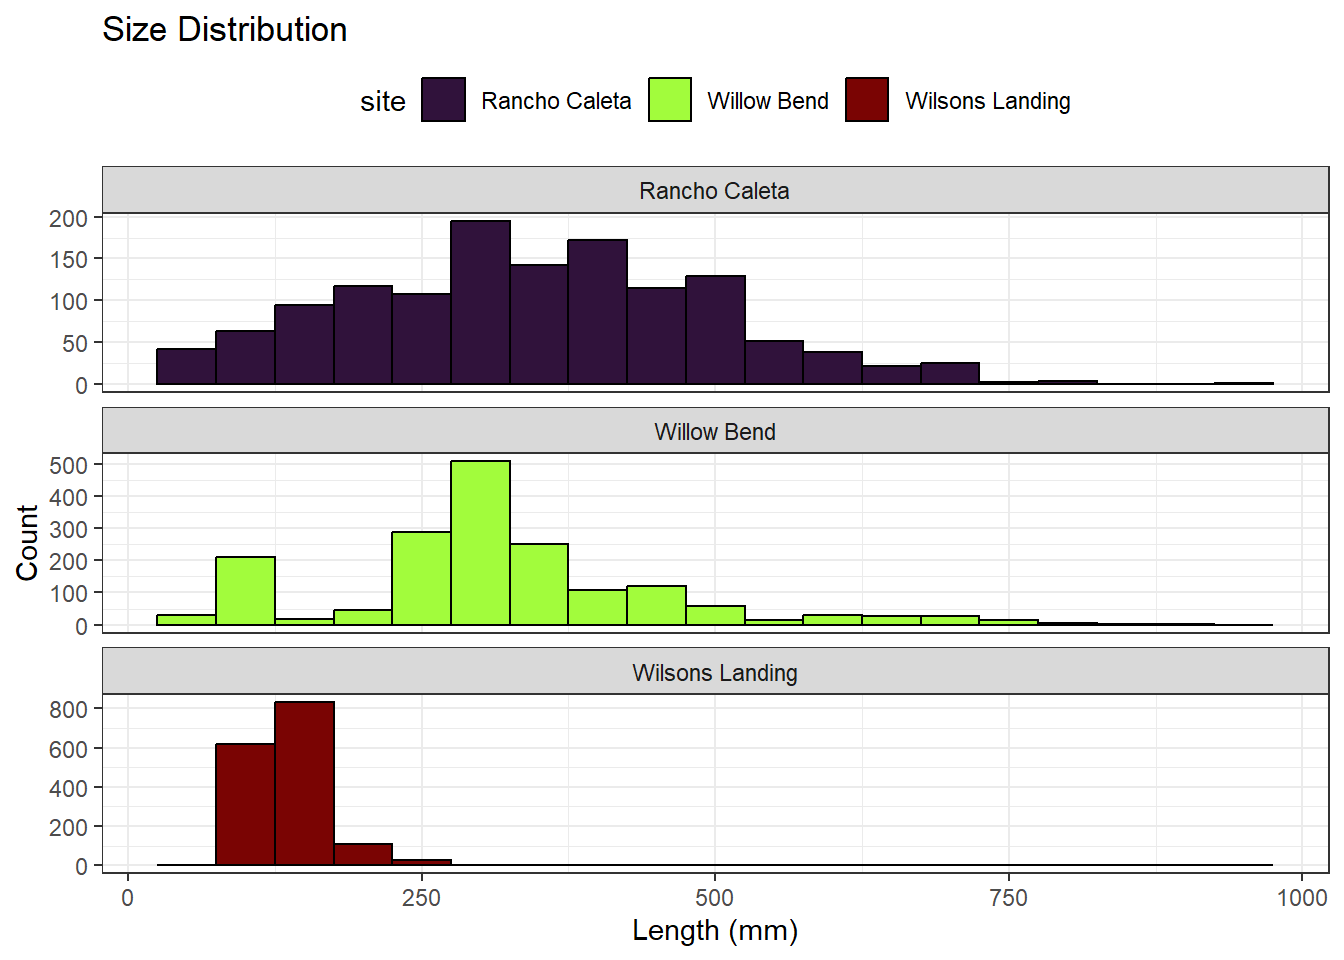 Size Distribution
site Rancho Caleta Willow Bend Wilsons Landing
Rancho Caleta
200
150
100
50
0
Willow Bend
500
400
300
200
100
0
Count
Wilsons Landing
800
600
400
200
0
0 250 500 750 1000
Length (mm)